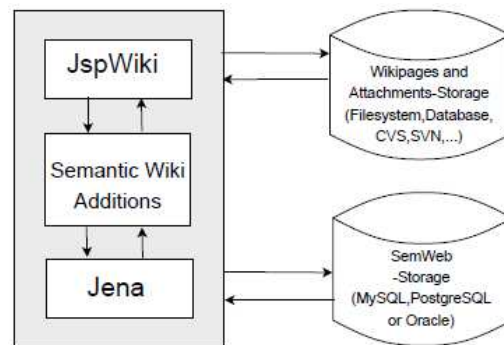 JspWiki
Semantic Wiki
Additions
Jena
Wikipages and
Attachments-Storage
(Filesystem,Database,
CVS,SVN,...)
SemWeb
-Storage
(MySQL,PostgreSQL
or Oracle)